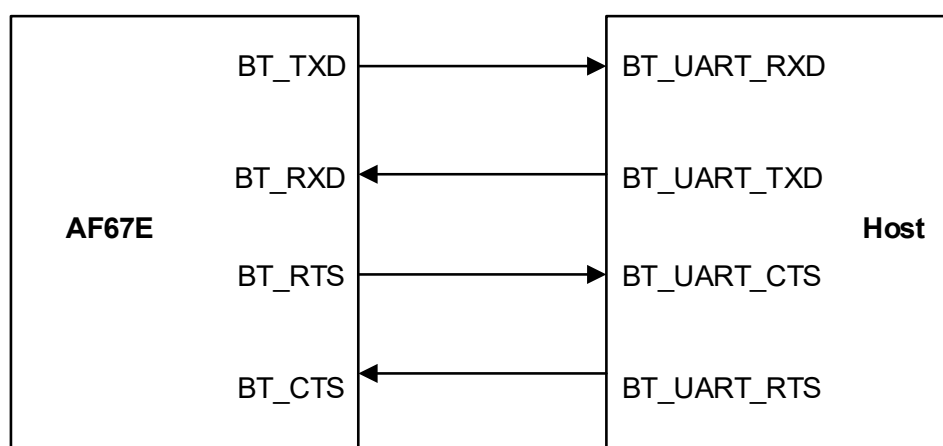 BT_TXD BT_UART_RXD
BT_RXD BT_UART_TXD
AF67E Host
BT_RTS BT_UART_CTS
BT_CTS BT_UART_RTS